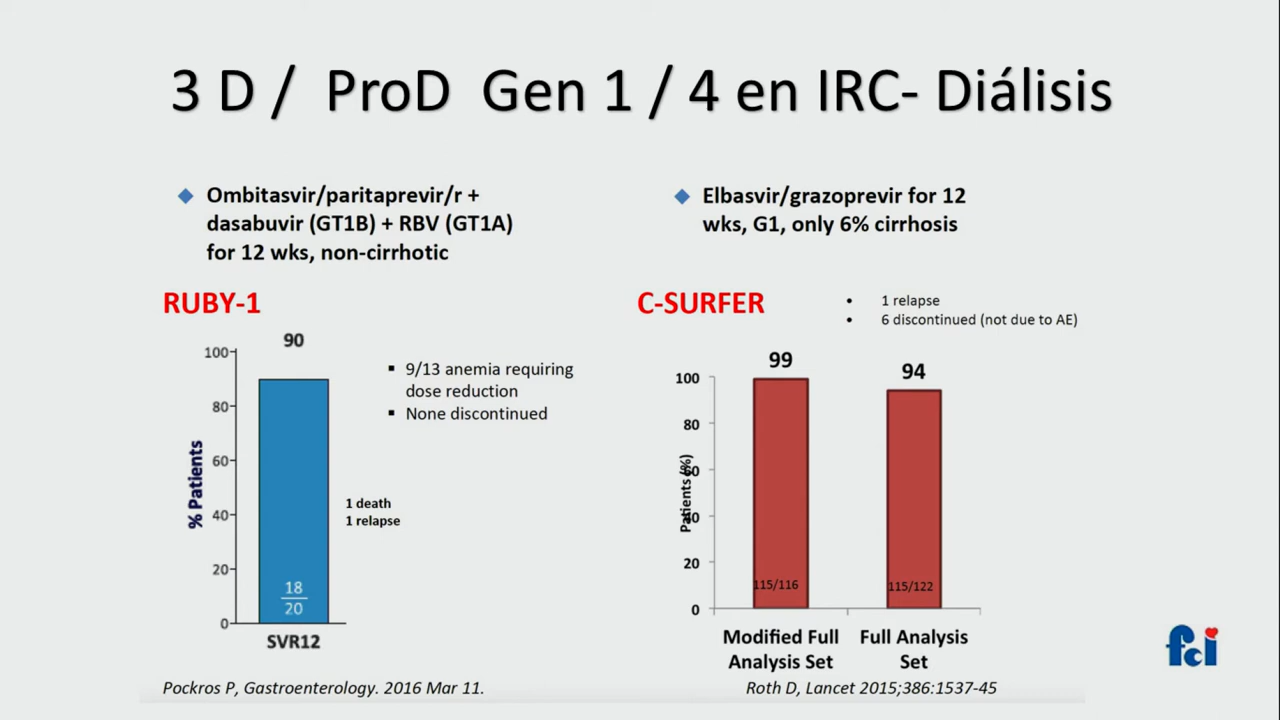 3 D / ProD Gen 1 / 4 en IRC- Diálisis
Ombitasvir/paritaprevir/r +
dasabuvir (GT1B) + RBV (GT1A)
for 12 wks, non-cirrhotic
RUBY-1
90
100
80
60
40
20
0
% Patients
18
20
SVR12
9/13 anemia requiring
dose reduction
None discontinued
1 death
1 relapse
Pockros P, Gastroenterology. 2016 Mar 11.
Elbasvir/grazoprevir for 12
wks, G1, only 6% cirrhosis
C-SURFER
1 relapse
6 discontinued (not due to AE)
99
94
100
80
60
40
20
0
Patients (%)
115/116
115/122
Modified Full
Analysis Set
Full Analysis
Set
Roth D, Lancet 2015;386:1537-45
fci